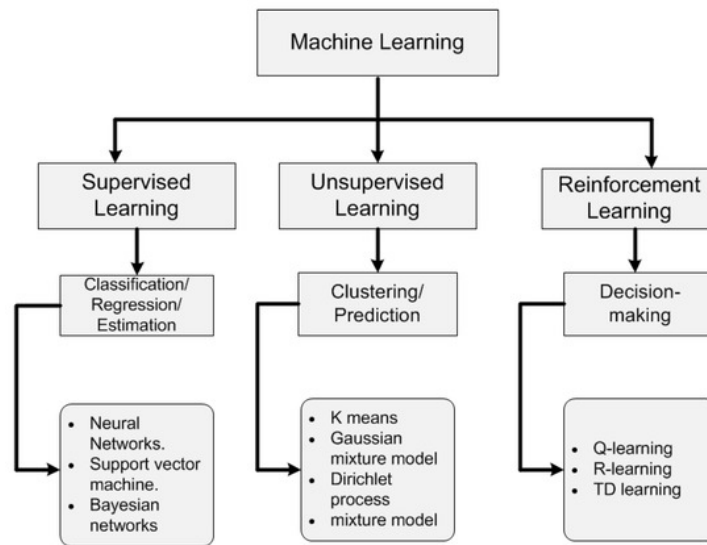 Machine Learning
Supervised
Learning
Unsupervised
Learning
Reinforcement
Learning
Classification/
Regression/
Estimation
Clustering/
Prediction
Decision-
making
• Neural
Networks.
• Support vector
machine.
• Bayesian
networks
• K means
• Gaussian
mixture model
• Dirichlet
process
• mixture model
• Q-learning
• R-learning
• TD learning